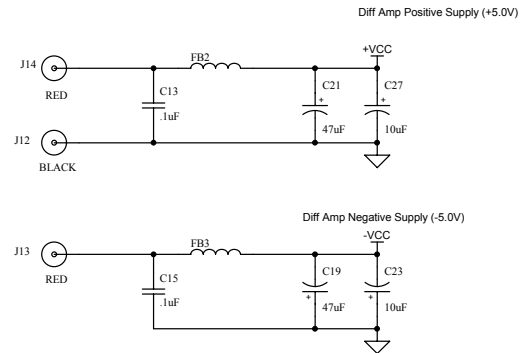 Diff Amp Positive Supply (+5.0V)
+VCC
J14
FB2
RED
C13
.1uF
C21
+
47uF
C27
+
10uF
J12
BLACK
Diff Amp Negative Supply (-5.0V)
-VCC
J13
FB3
RED
C15
.1uF
C19
+
47uF
C23
+
10uF